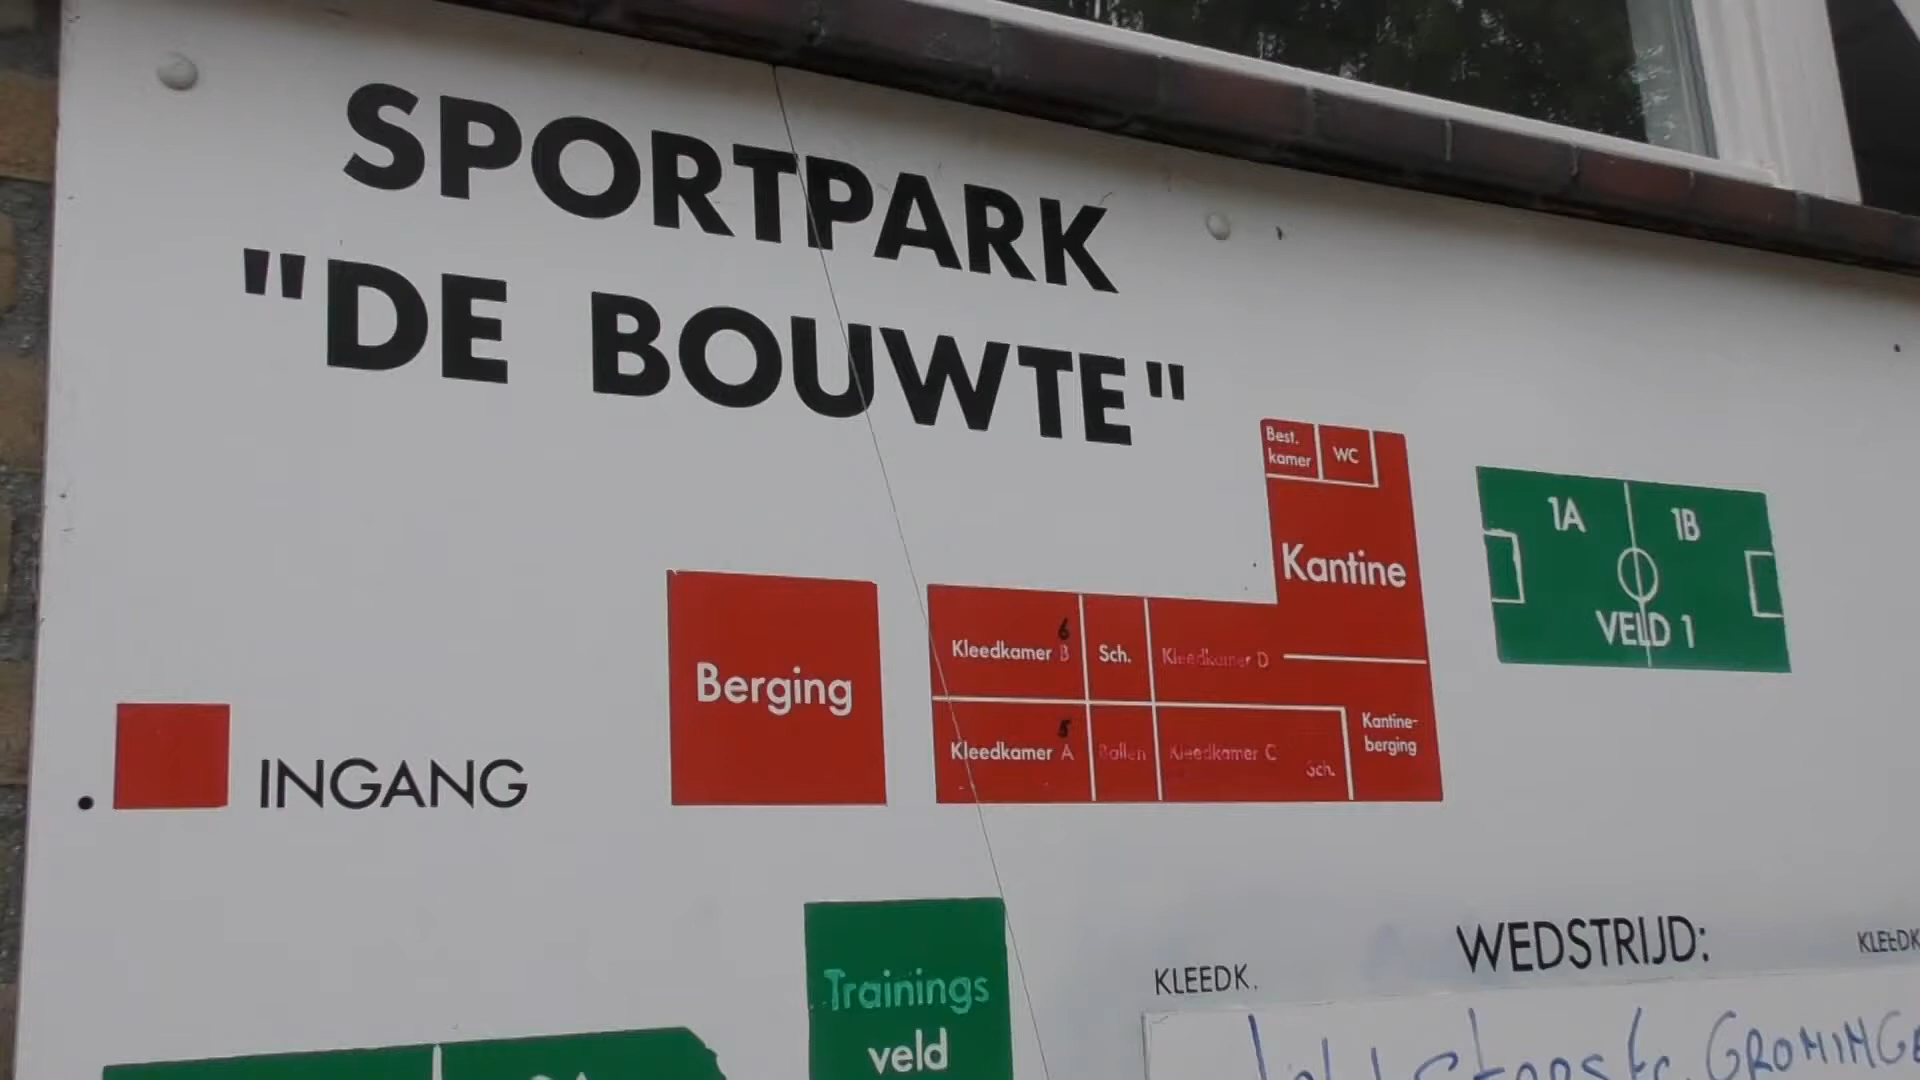 SPORTPARK
"DE BOUWTE"
Best.
kamer
WC
Kantine
1A
1B
VELD 1
6
Kleedkamer B
Sch.
Kleedkamer D
Berging
5
Kleedkamer A
Ballen
Kleedkamer C
Sch.
Kantine-
berging
INGANG
Trainings
veld
WEDSTRIJD:
KLEEDK.
KLEEDK